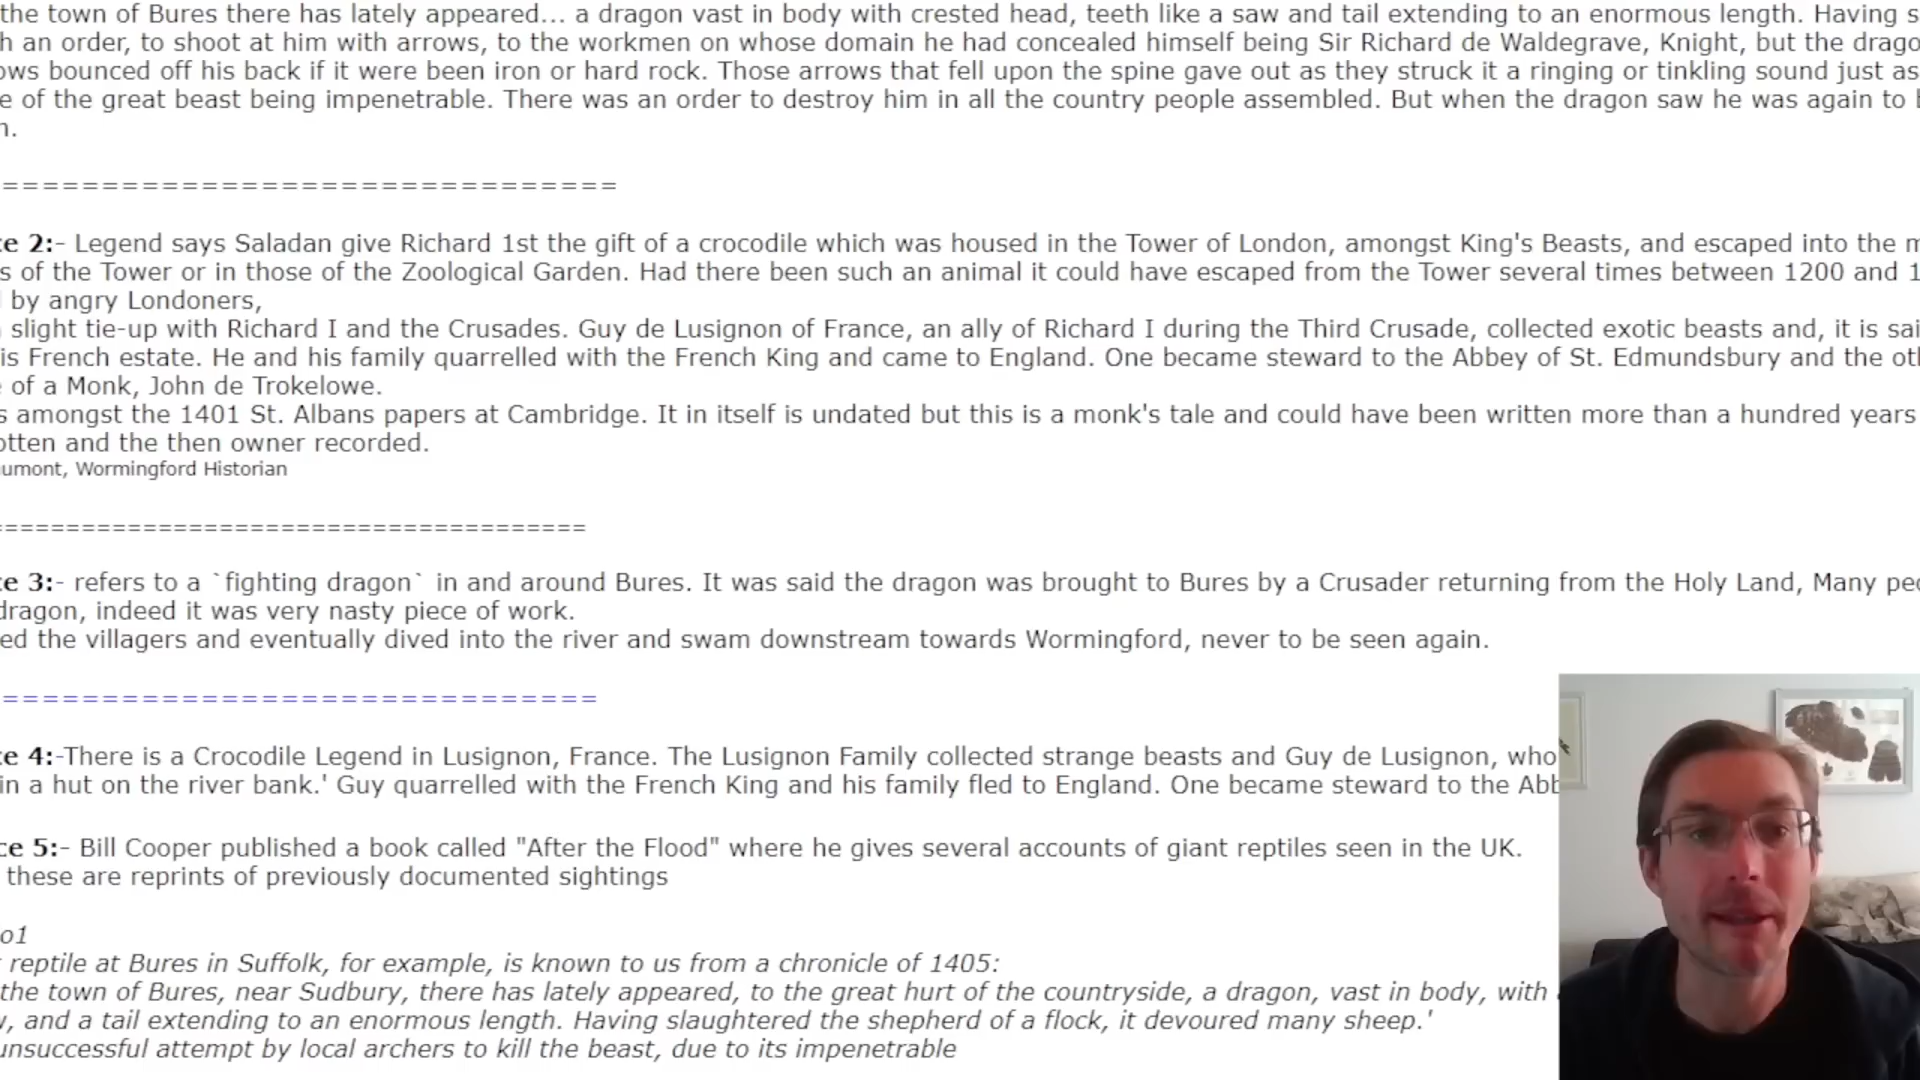 the town of Bures there has lately appeared... a dragon vast in body with crested head, teeth like a saw and tail extending to an enormous length. Having s
h an order, to shoot at him with arrows, to the workmen on whose domain he had concealed himself being Sir Richard de Waldegrave, Knight, but the drago
ows bounced off his back if it were been iron or hard rock. Those arrows that fell upon the spine gave out as they struck it a ringing or tinkling sound just as
e of the great beast being impenetrable. There was an order to destroy him in all the country people assembled. But when the dragon saw he was again to
n.
===============================
ce 2:- Legend says Saladan give Richard 1st the gift of a crocodile which was housed in the Tower of London, amongst King's Beasts, and escaped into the m
s of the Tower or in those of the Zoological Garden. Had there been such an animal it could have escaped from the Tower several times between 1200 and 1
by angry Londoners,
slight tie-up with Richard I and the Crusades. Guy de Lusignon of France, an ally of Richard I during the Third Crusade, collected exotic beasts and, it is sai
is French estate. He and his family quarrelled with the French King and came to England. One became steward to the Abbey of St. Edmundsbury and the ot
of a Monk, John de Trokelowe.
s amongst the 1401 St. Albans papers at Cambridge. It in itself is undated but this is a monk's tale and could have been written more than a hundred years
otten and the then owner recorded.
aumont, Wormingford Historian
=====================================
ce 3:- refers to a `fighting dragon` in and around Bures. It was said the dragon was brought to Bures by a Crusader returning from the Holy Land, Many peo
dragon, indeed it was very nasty piece of work.
ed the villagers and eventually dived into the river and swam downstream towards Wormingford, never to be seen again.
==============================
ce 4:-There is a Crocodile Legend in Lusignon, France. The Lusignon Family collected strange beasts and Guy de Lusignon, who
in a hut on the river bank.' Guy quarrelled with the French King and his family fled to England. One became steward to the Abb
ce 5:- Bill Cooper published a book called "After the Flood" where he gives several accounts of giant reptiles seen in the UK.
these are reprints of previously documented sightings
o1
reptile at Bures in Suffolk, for example, is known to us from a chronicle of 1405:
the town of Bures, near Sudbury, there has lately appeared, to the great hurt of the countryside, a dragon, vast in body, with
, and a tail extending to an enormous length. Having slaughtered the shepherd of a flock, it devoured many sheep.'
unsuccessful attempt by local archers to kill the beast, due to its impenetrable